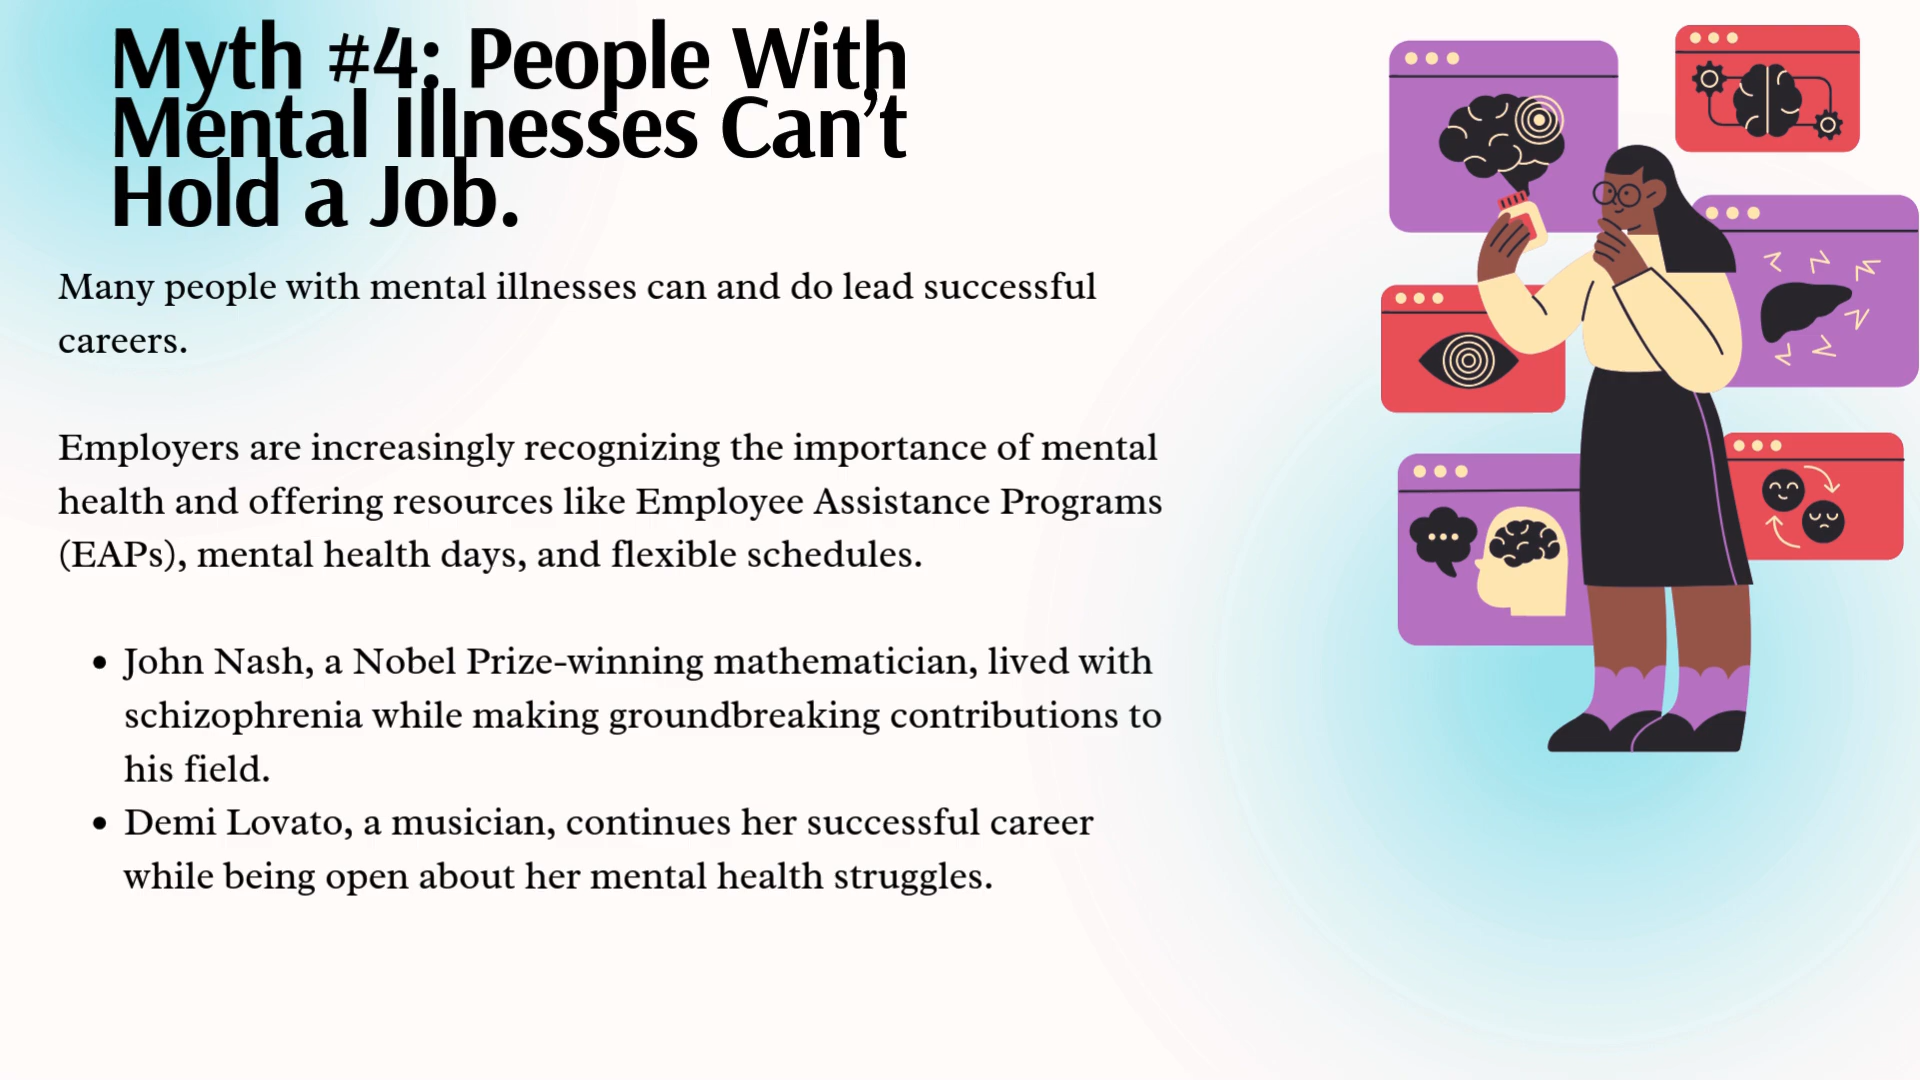 Myth #4: People With
Mental Illnesses Can’t
Hold a Job.
Many people with mental illnesses can and do lead successful
careers.
Employers are increasingly recognizing the importance of mental
health and offering resources like Employee Assistance Programs
(EAPs), mental health days, and flexible schedules.
• John Nash, a Nobel Prize-winning mathematician, lived with
schizophrenia while making groundbreaking contributions to
his field.
• Demi Lovato, a musician, continues her successful career
while being open about her mental health struggles.